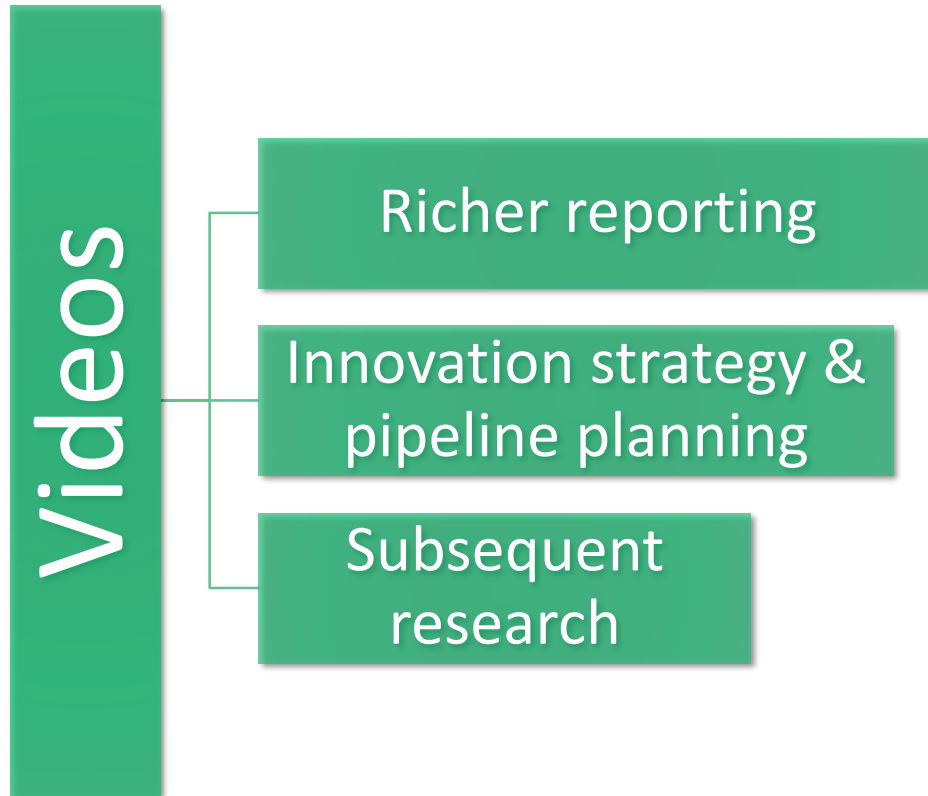 Videos
Richer reporting
Innovation strategy &
pipeline planning
Subsequent
research